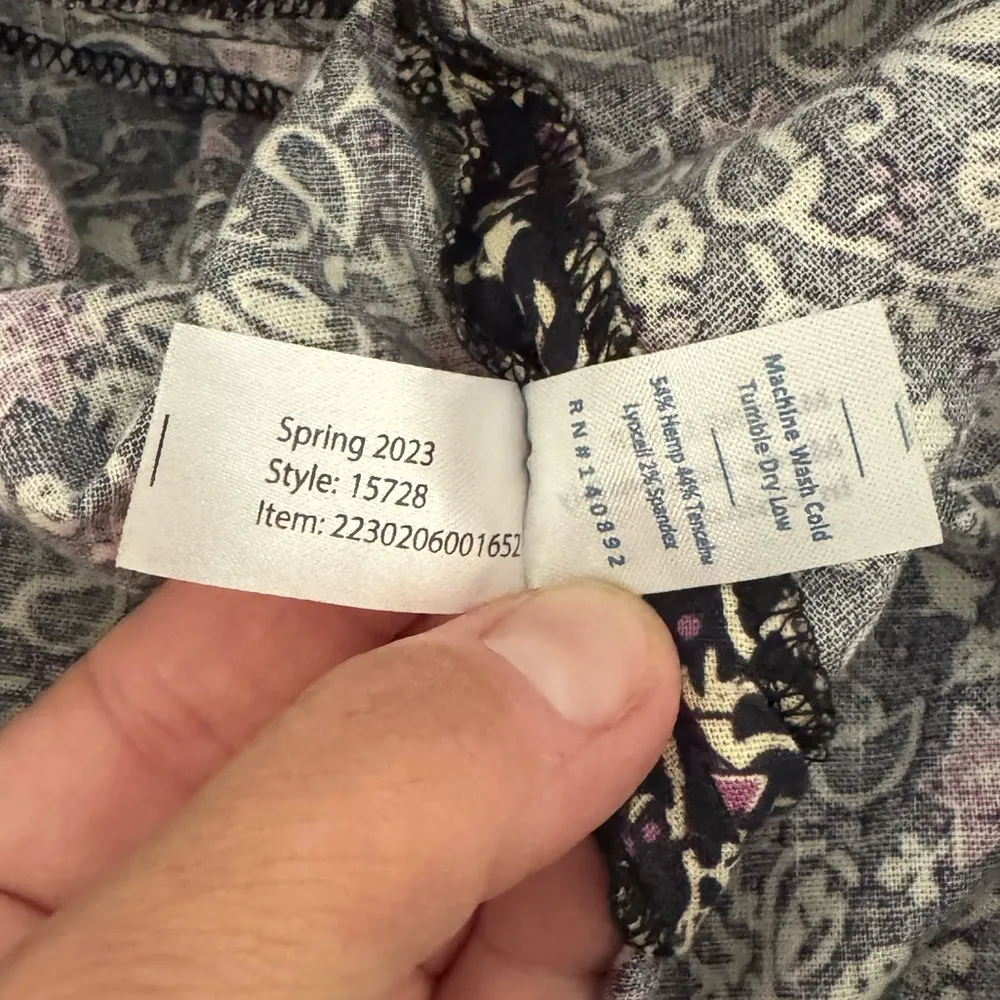 Spring 2023
Style: 15728
Item: 2230206001652
Machine Wash Cold
Tumble Dry Low
54% Hemp 44% Tencel™
Lyocell 2% Spandex
RN#140892